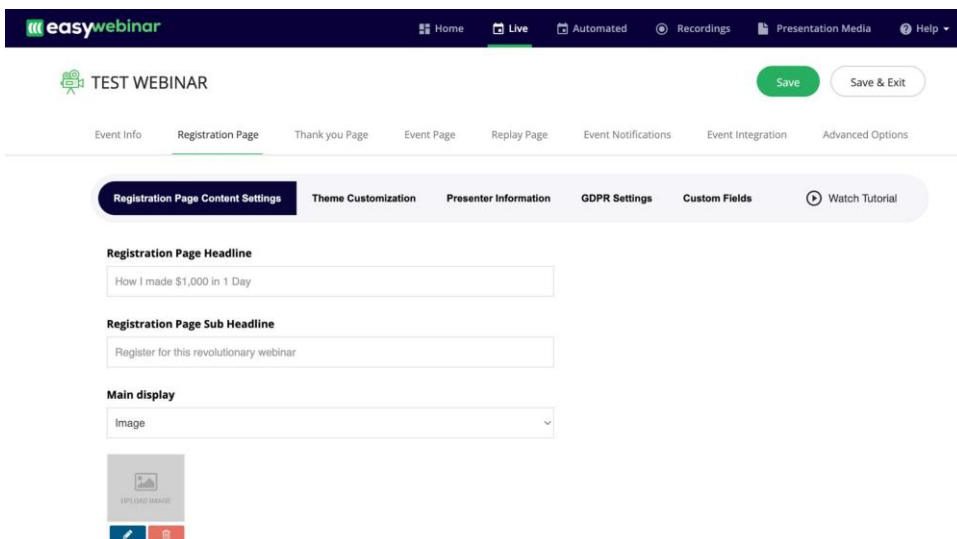 easywebinar
Home Live Automated Recordings Presentation Media Help
TEST WEBINAR
Save Save & Exit
Event Info Registration Page Thank you Page Event Page Replay Page Event Notifications Event Integration Advanced Options
Registration Page Content Settings Theme Customization Presenter Information GDPR Settings Custom Fields Watch Tutorial
Registration Page Headline
How I made $1,000 in 1 Day
Registration Page Sub Headline
Register for this revolutionary webinar
Main display
Image
UPLOAD IMAGE